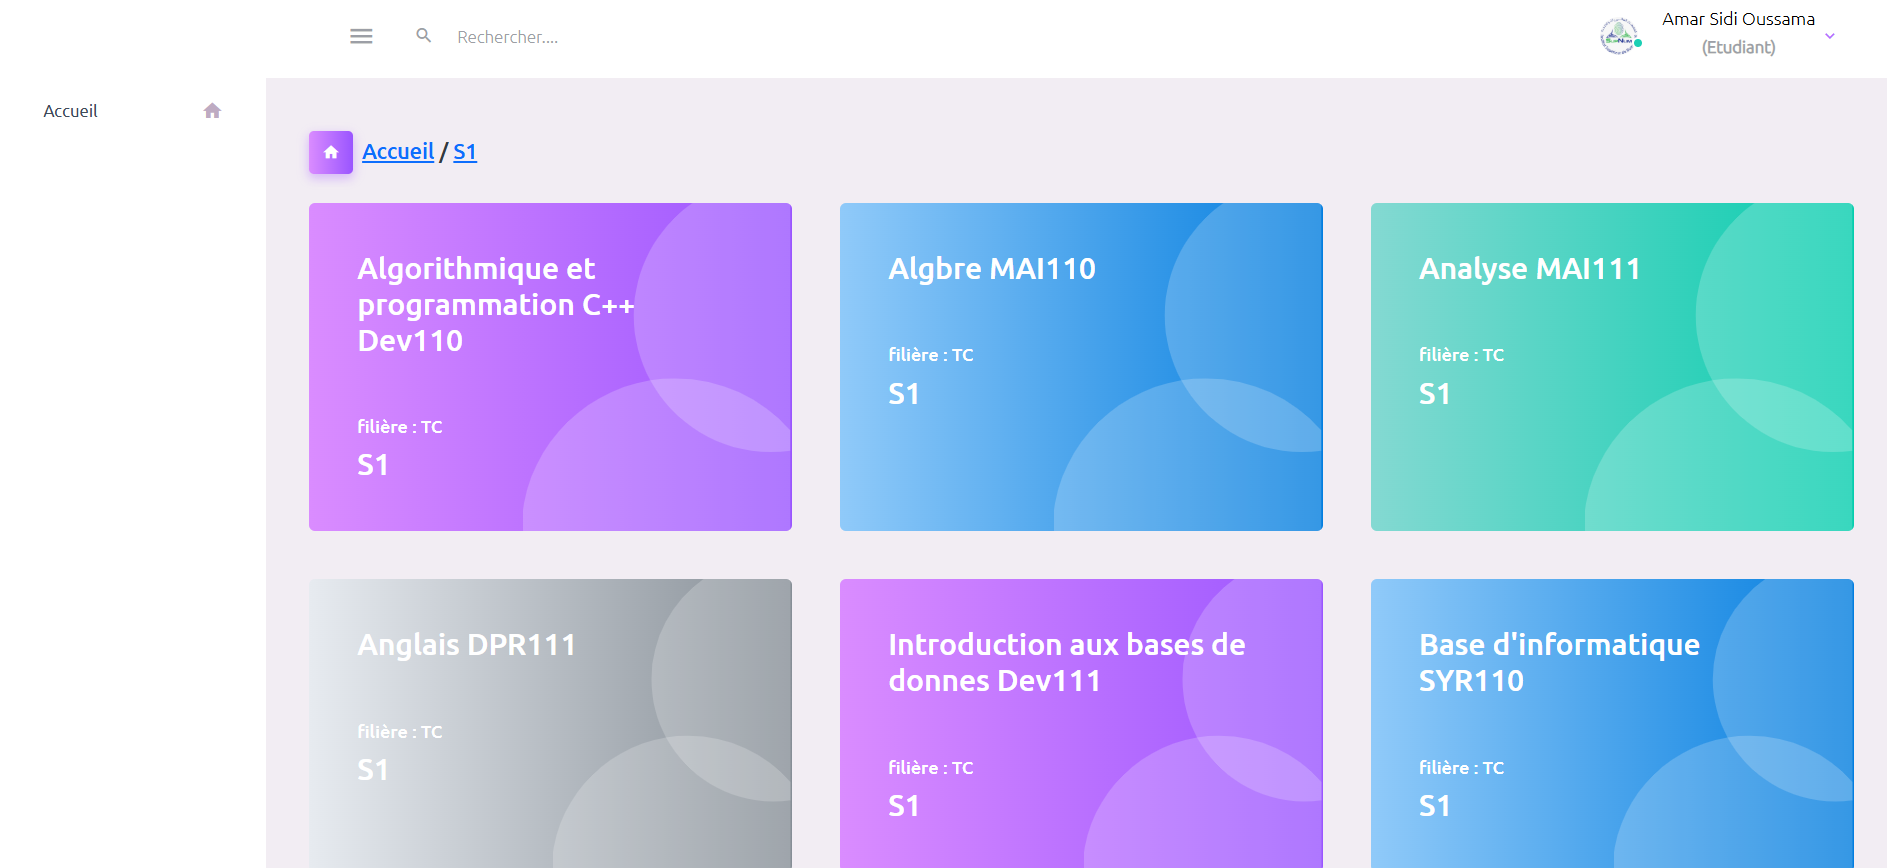 Rechercher....
Amar Sidi Oussama
(Etudiant)
Accueil
Accueil / S1
Algorithmique et
programmation C++
Dev110
filière : TC
S1
Algbre MAI110
filière : TC
S1
Analyse MAI111
filière : TC
S1
Anglais DPR111
filière : TC
S1
Introduction aux bases de
donnes Dev111
filière : TC
S1
Base d'informatique
SYR110
filière : TC
S1